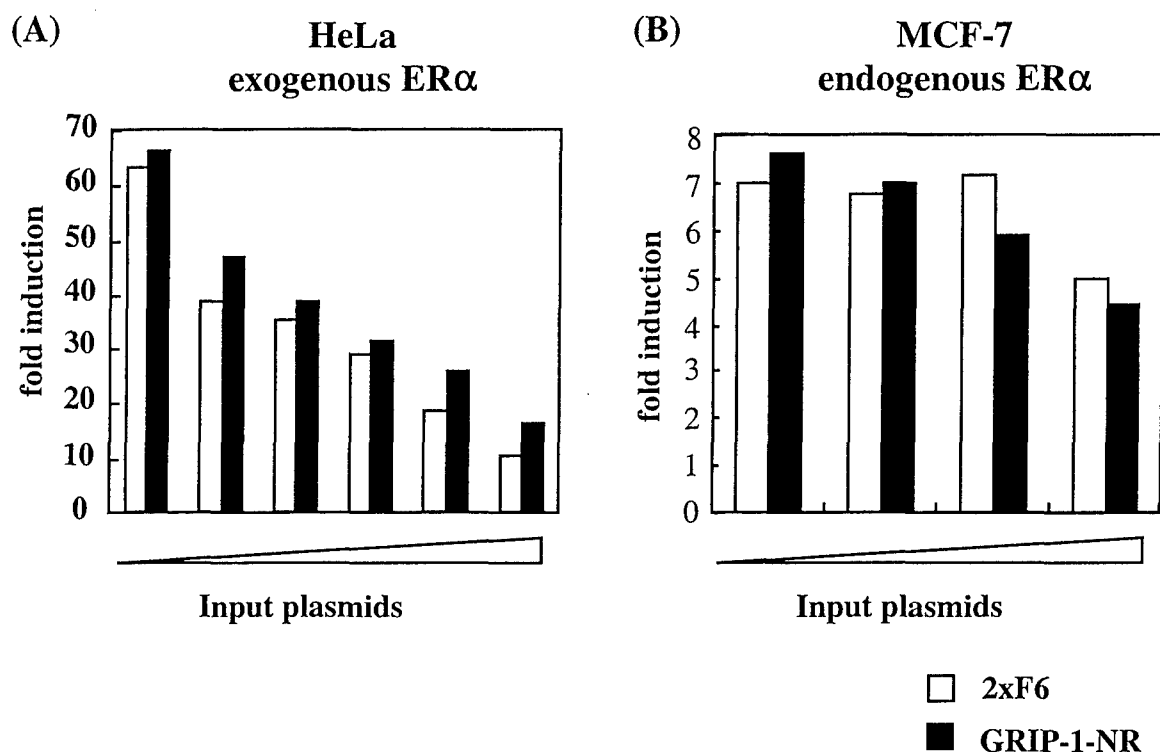 (A)
HeLa
exogenous ERα
70
60
50
40
30
20
10
0
fold induction
Input plasmids
(B)
MCF-7
endogenous ERα
8
7
6
5
4
3
2
1
0
fold induction
Input plasmids
2xF6
GRIP-1-NR